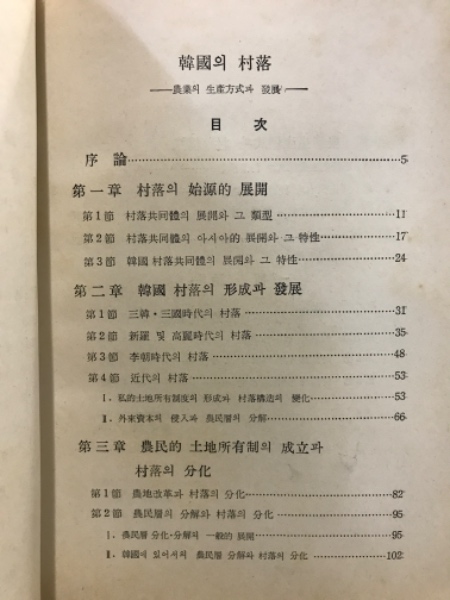 韓國의 村落
——農業의 生產方式과 發展——
目 次
序 論……5
第一章 村落의 始源的 展開
第1節 村落共同體의 展開와 그 類型……11
第2節 村落共同體의 아시아的 展開와 그 特性……17
第3節 韓國 村落共同體의 展開와 그 特性……24
第二章 韓國 村落의 形成과 發展
第1節 三韓·三國時代의 村落……31
第2節 新羅 및 高麗時代의 村落……35
第3節 李朝時代의 村落……48
第4節 近代의 村落……53
Ⅰ. 私的土地所有制度의 形成과 村落構造의 變化……53
Ⅱ. 外來資本의 侵入과 農民層의 分解……66
第三章 農民的 土地所有制의 成立과
村落의 分化
第1節 農地改革과 村落의 分化……82
第2節 農民層의 分解와 村落의 分化……95
Ⅰ. 農民層 分化·分解의 一般的 展開……95
Ⅱ. 韓國에 있어서의 農民層 分解와 村落의 分化……102